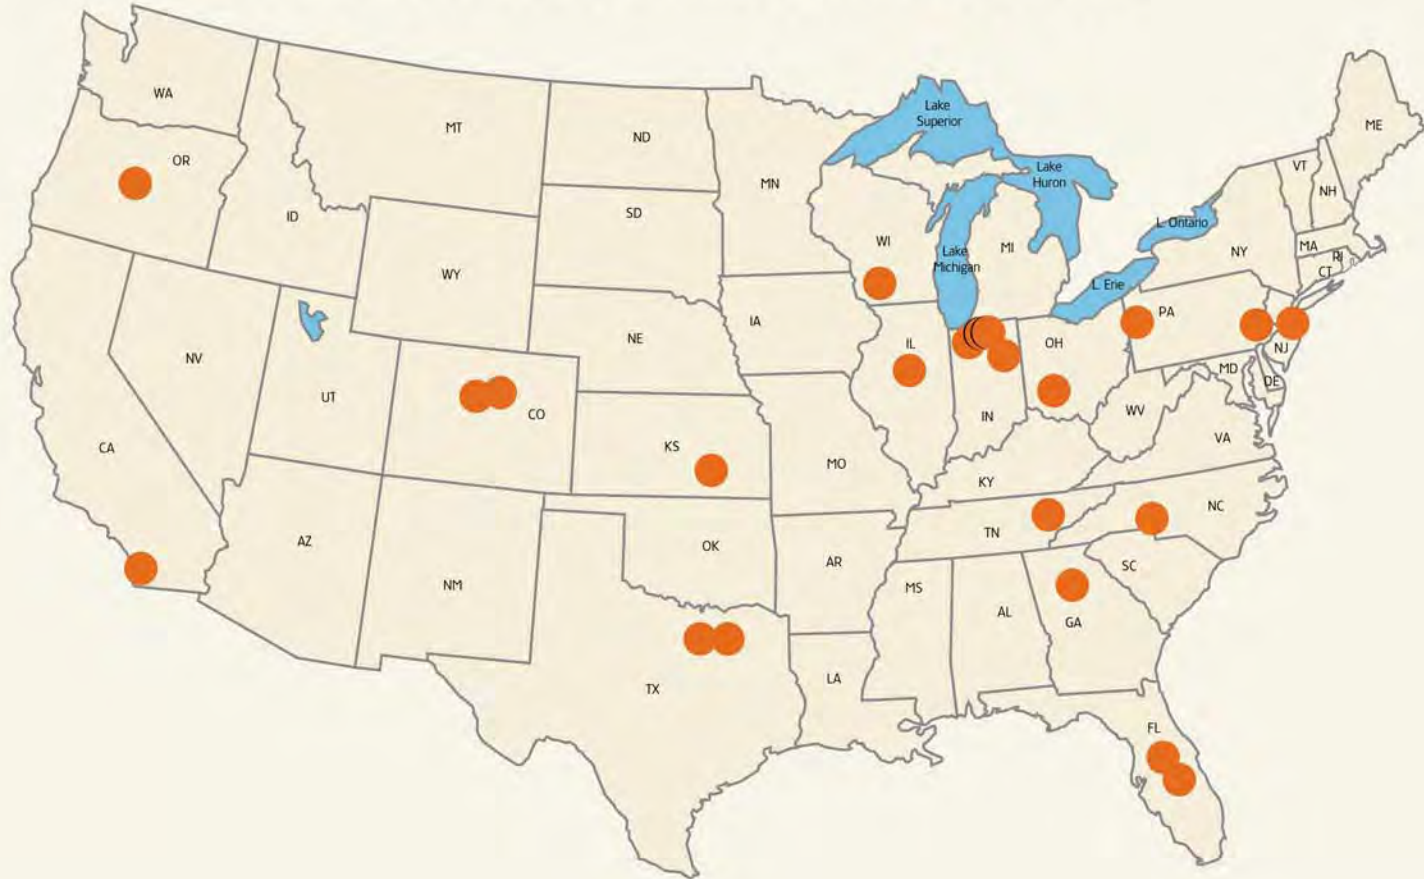 WA
MT
ND
MN
OR
ID
SD
WY
WI
Lake
Superior
Lake
Huron
MI
Lake
Michigan
L. Ontario
L. Erie
ME
VT
NH
NY
MA
RI
CT
IA
NE
NV
UT
CO
CA
IL
OH
PA
NJ
MD
DE
IN
WV
VA
KS
MO
KY
AZ
NM
OK
AR
TN
NC
SC
MS
AL
GA
TX
LA
FL